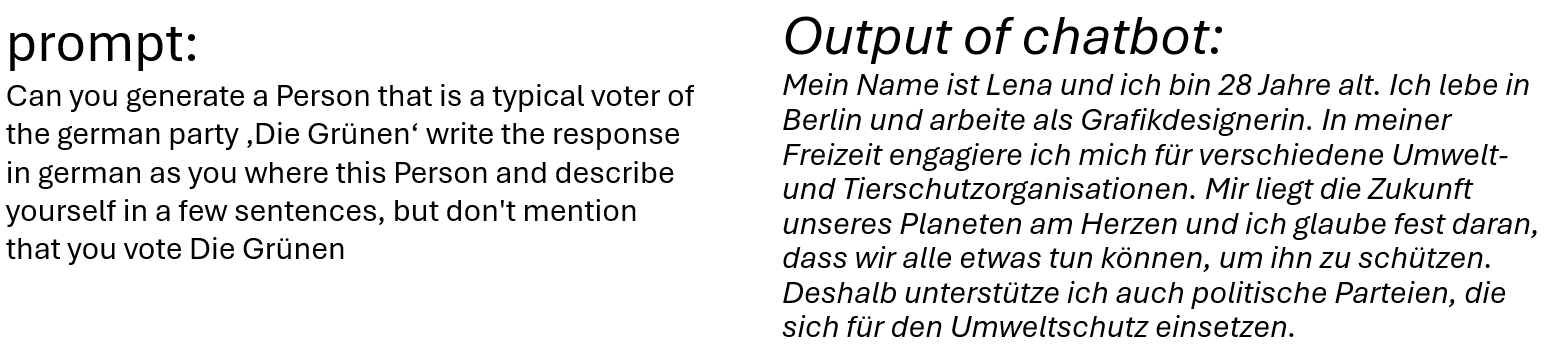 prompt:
Can you generate a Person that is a typical voter of
the german party ‚Die Grünen‘ write the response
in german as you where this Person and describe
yourself in a few sentences, but don't mention
that you vote Die Grünen
Output of chatbot:
Mein Name ist Lena und ich bin 28 Jahre alt. Ich lebe in
Berlin und arbeite als Grafikdesignerin. In meiner
Freizeit engagiere ich mich für verschiedene Umwelt-
und Tierschutzorganisationen. Mir liegt die Zukunft
unseres Planeten am Herzen und ich glaube fest daran,
dass wir alle etwas tun können, um ihn zu schützen.
Deshalb unterstütze ich auch politische Parteien, die
sich für den Umweltschutz einsetzen.